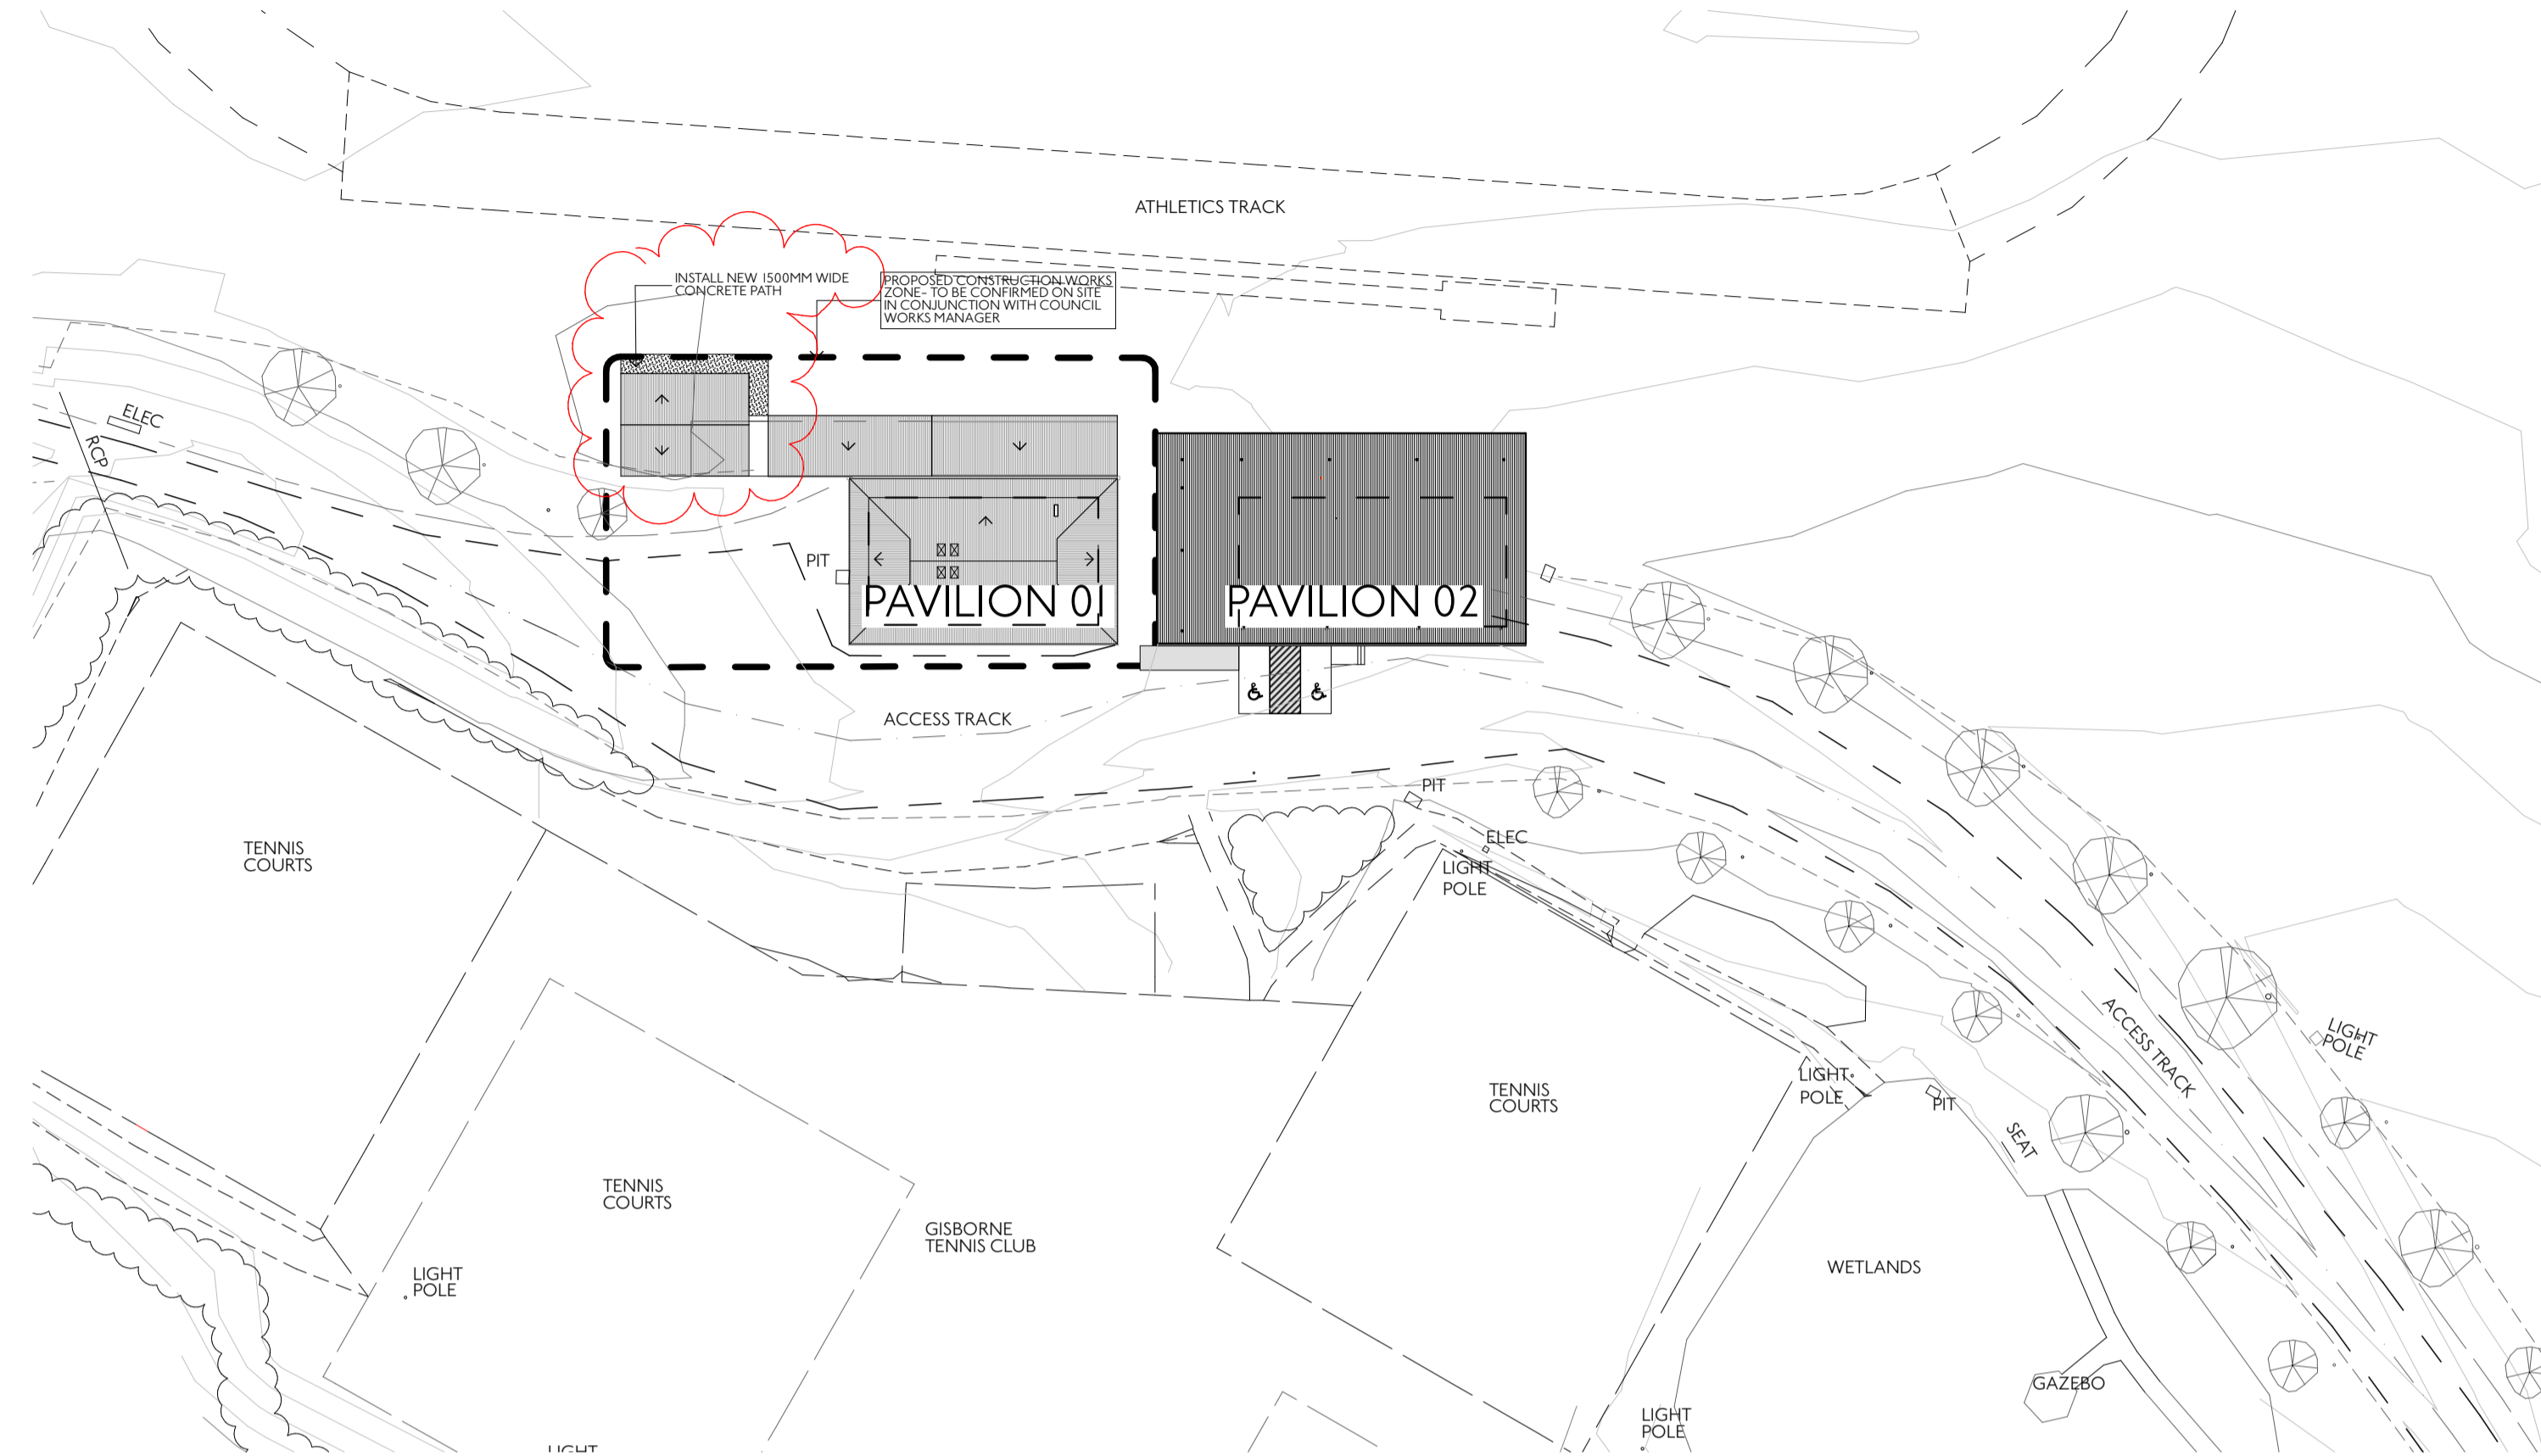 ATHLETICS TRACK
INSTALL NEW 1500MM WIDE
CONCRETE PATH
PROPOSED CONSTRUCTION WORKS
ZONE- TO BE CONFIRMED ON SITE
IN CONJUNCTION WITH COUNCIL
WORKS MANAGER
ELEC
RCP
PIT
PAVILION 01
PAVILION 02
ACCESS TRACK
PIT
ELEC
LIGHT
POLE
TENNIS
COURTS
TENNIS
COURTS
LIGHT
POLE
PIT
ACCESS TRACK
LIGHT
POLE
SEAT
TENNIS
COURTS
GISBORNE
TENNIS CLUB
WETLANDS
LIGHT
POLE
GAZEBO
LIGHT
POLE
LIGHT